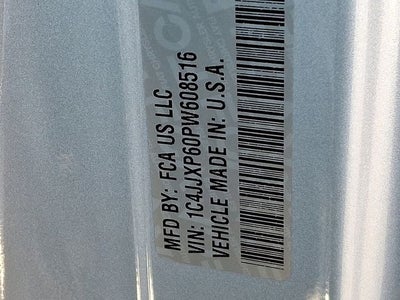 MFD BY: FCA US LLC
VIN: 1C4JJXP60PW608516
VEHICLE MADE IN: U.S.A.